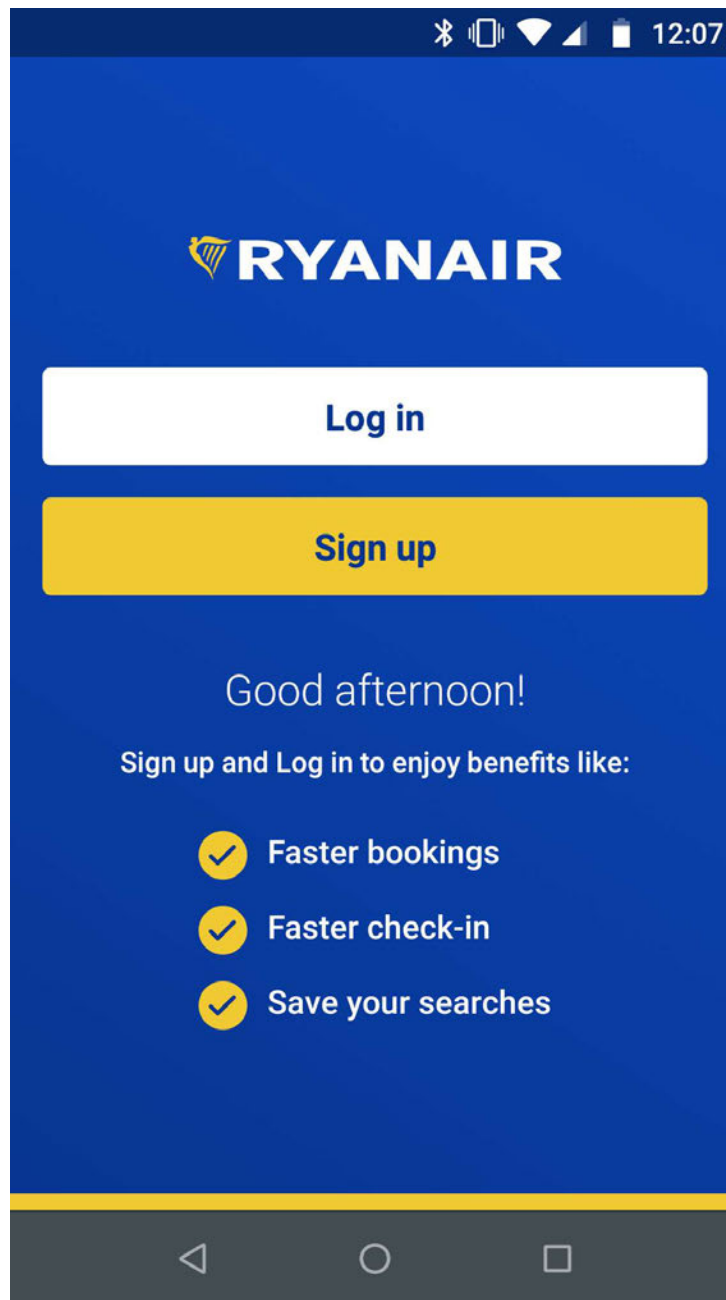 12:07
RYANAIR
Log in
Sign up
Good afternoon!
Sign up and Log in to enjoy benefits like:
Faster bookings
Faster check-in
Save your searches